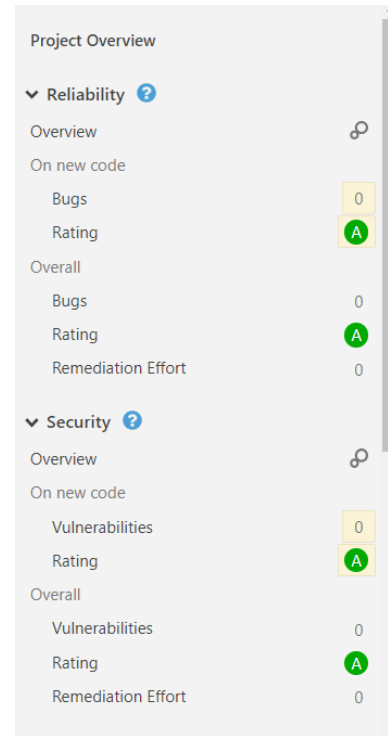 Project Overview
Reliability ?
Overview
On new code
Bugs 0
Rating A
Overall
Bugs 0
Rating A
Remediation Effort 0
Security ?
Overview
On new code
Vulnerabilities 0
Rating A
Overall
Vulnerabilities 0
Rating A
Remediation Effort 0